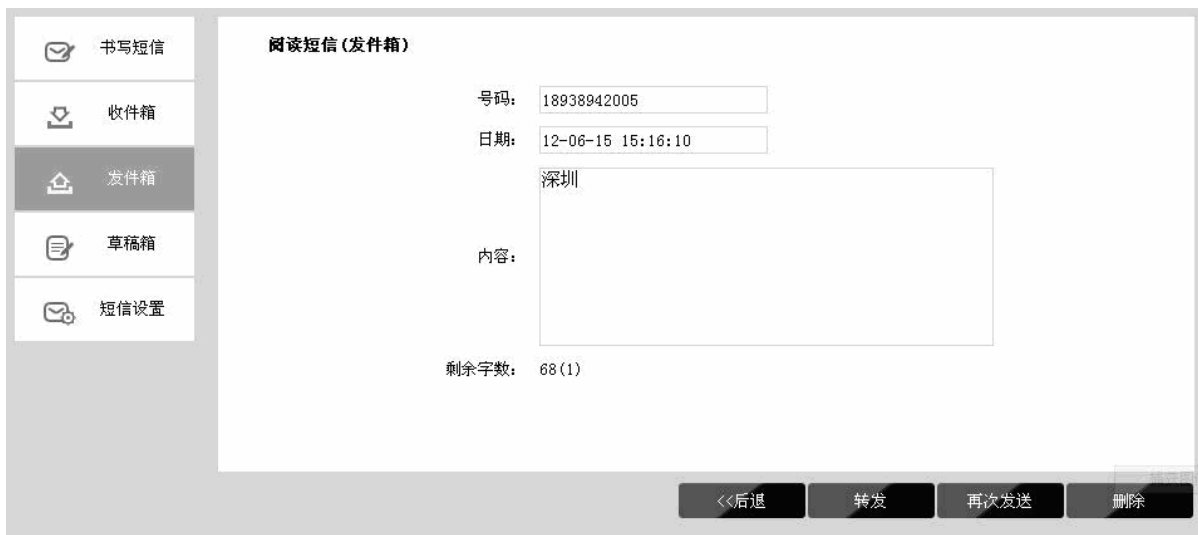 书写短信
收件箱
发件箱
草稿箱
短信设置
阅读短信(发件箱)
号码: 18938942005
日期: 12-06-15 15:16:10
内容: 深圳
剩余字数: 68(1)
<<后退
转发
再次发送
删除